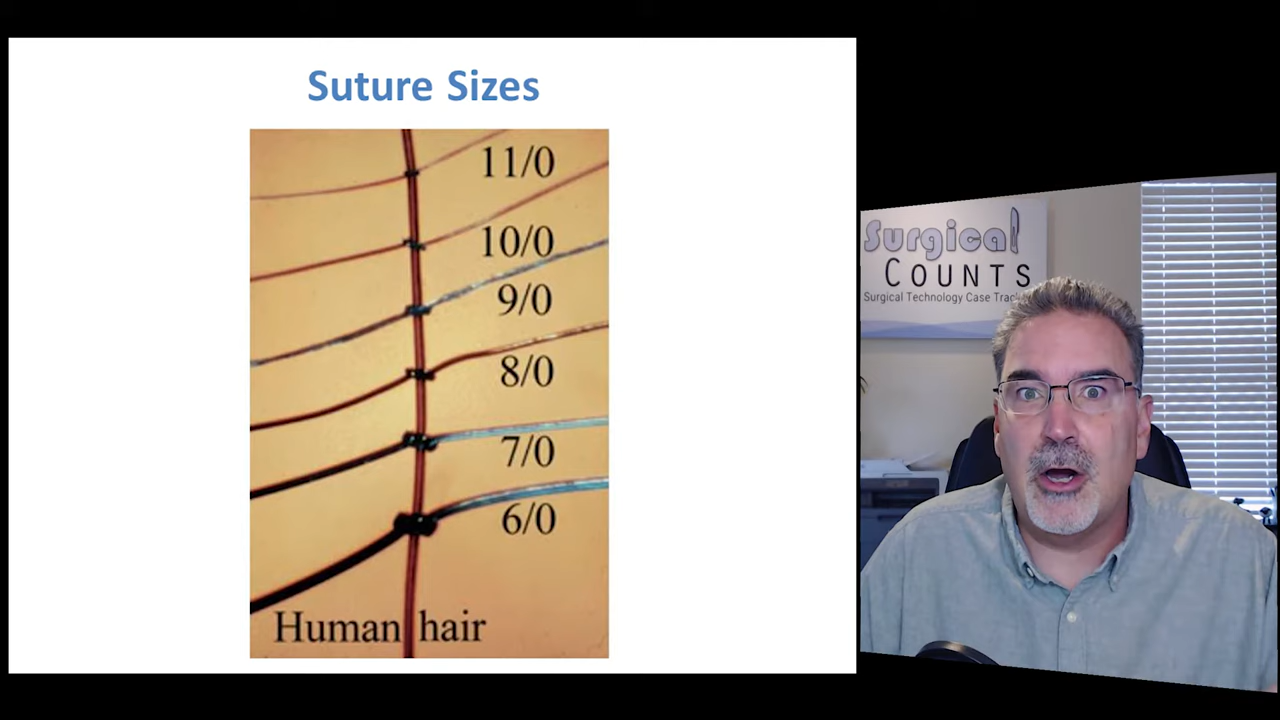 Suture Sizes
11/0
10/0
9/0
8/0
7/0
6/0
Human hair
Surgical
COUNTS
Surgical Technology Case